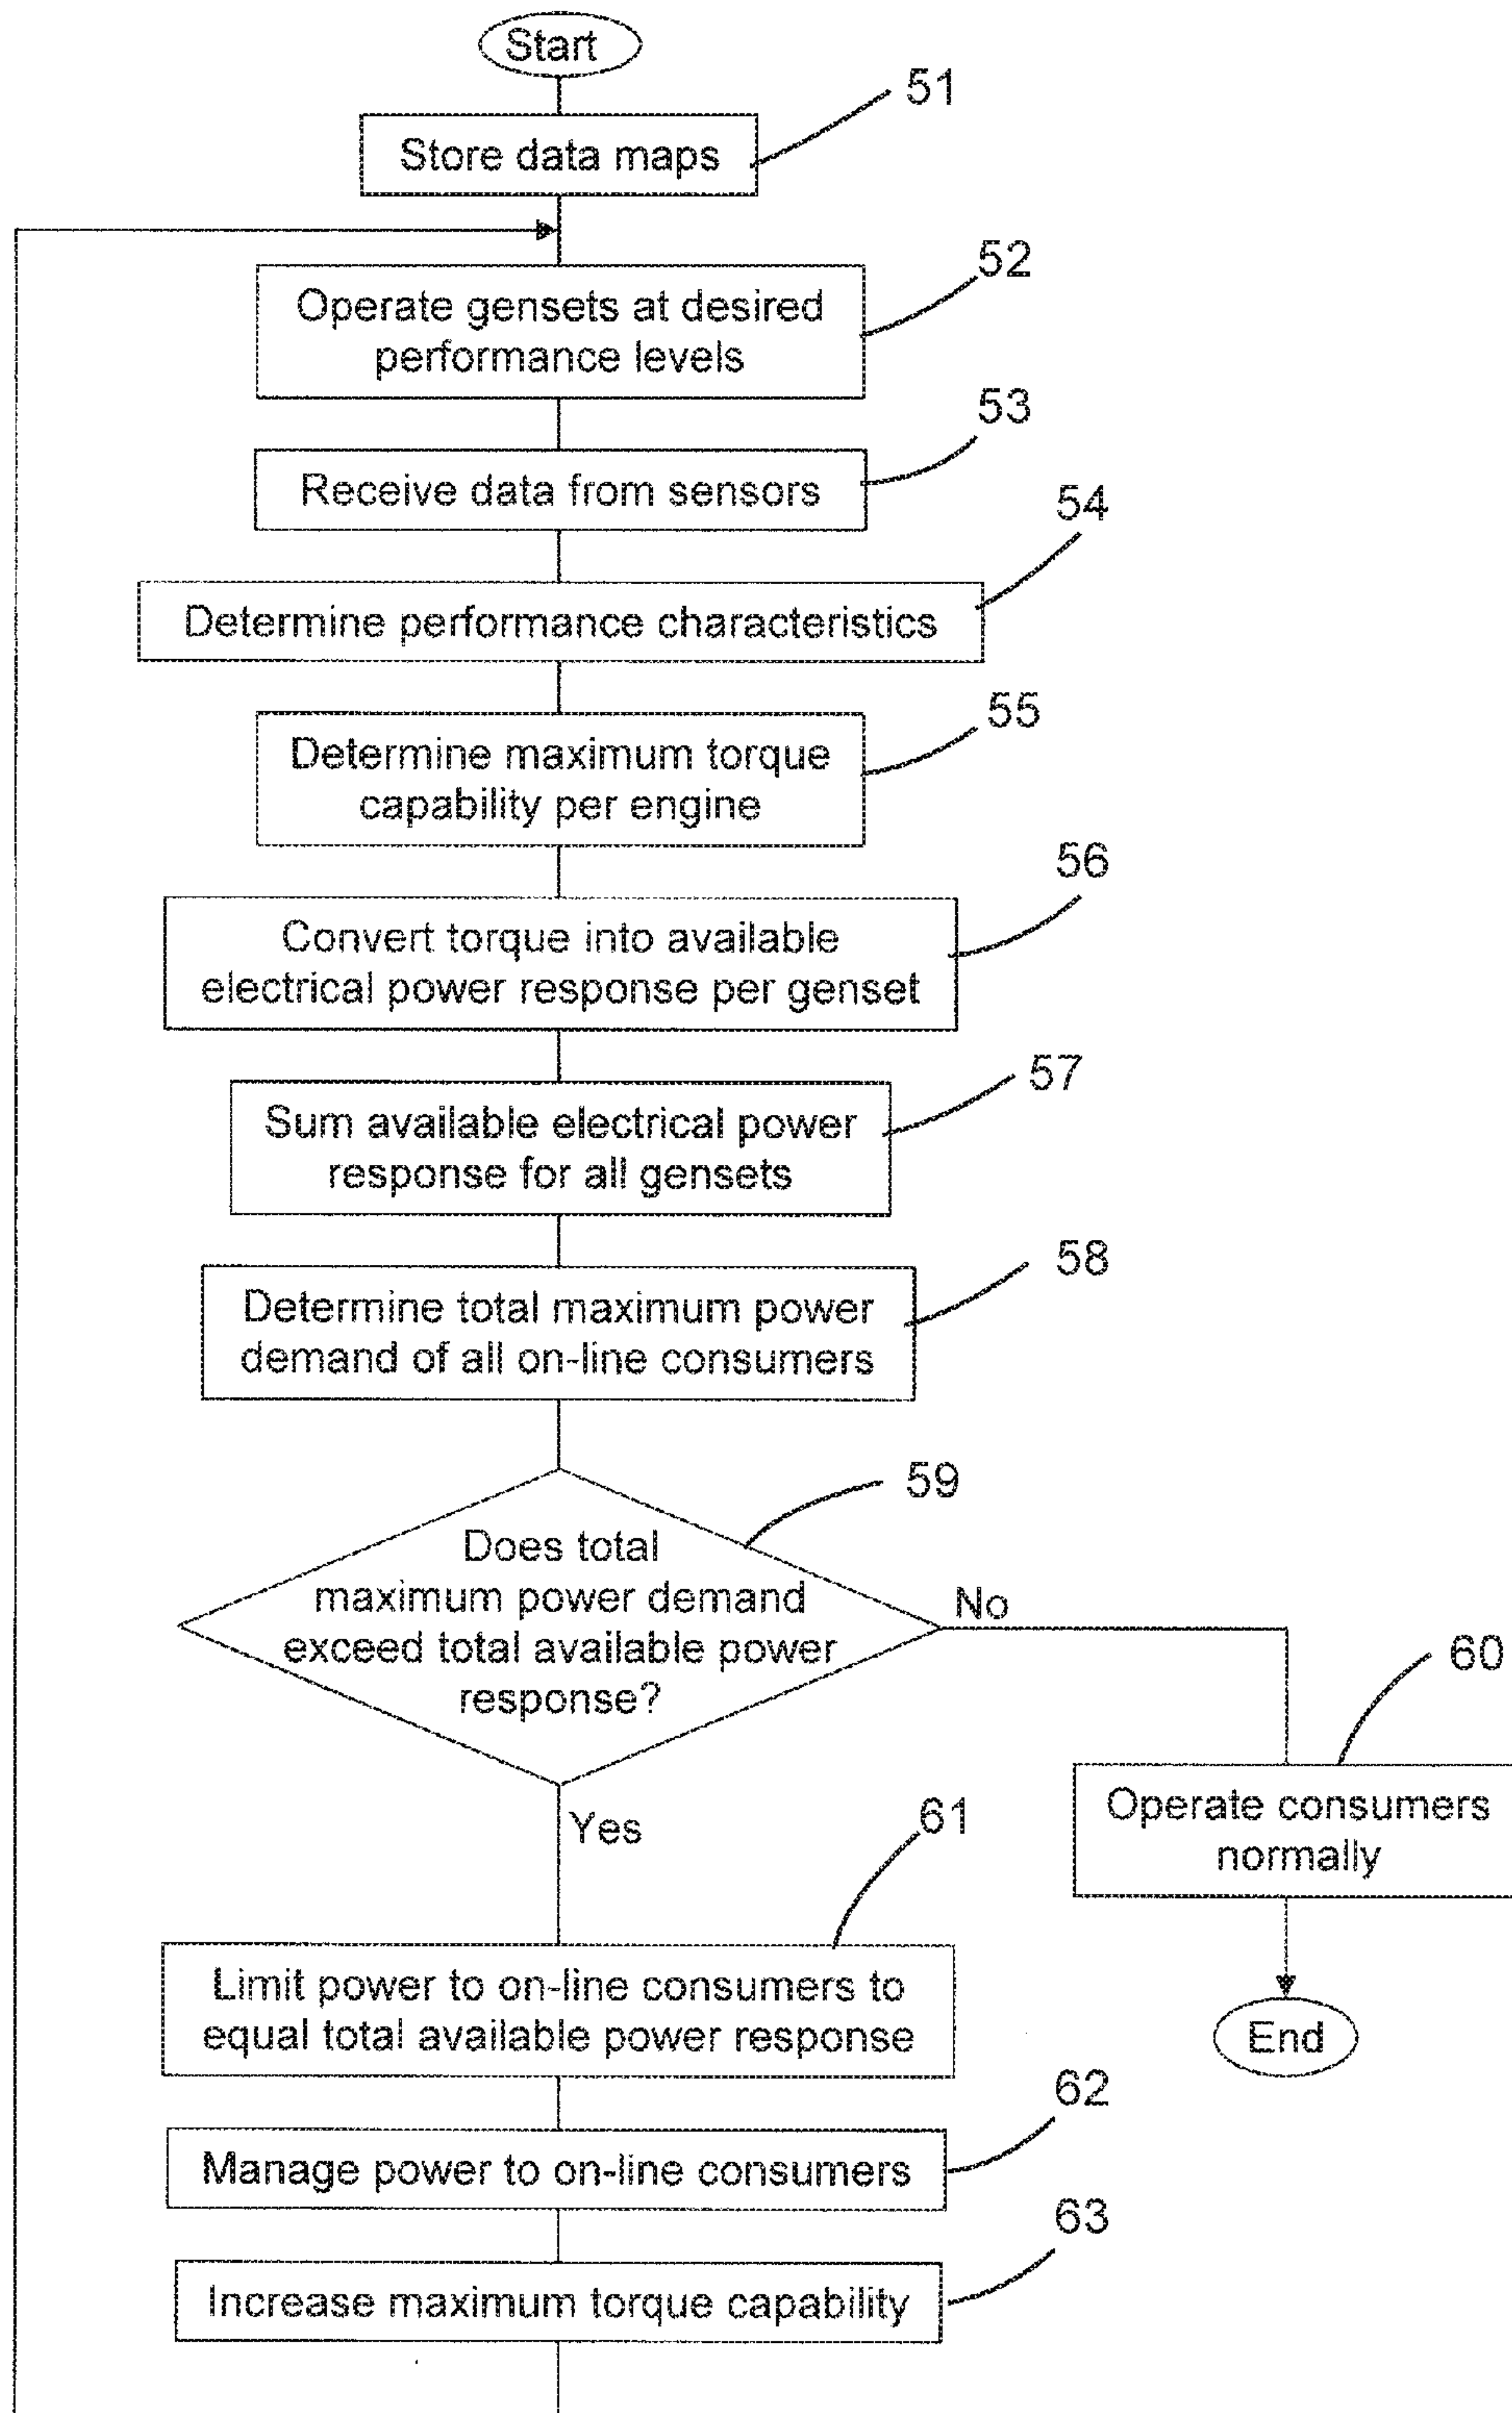 Start
51
Store data maps
52
Operate gensets at desired
performance levels
53
Receive data from sensors
54
Determine performance characteristics
55
Determine maximum torque
capability per engine
56
Convert torque into available
electrical power response per genset
57
Sum available electrical power
response for all gensets
58
Determine total maximum power
demand of all on-line consumers
59
Does total
maximum power demand
exceed total available power
response?
No
60
Operate consumers
normally
End
Yes
61
Limit power to on-line consumers to
equal total available power response
62
Manage power to on-line consumers
63
Increase maximum torque capability